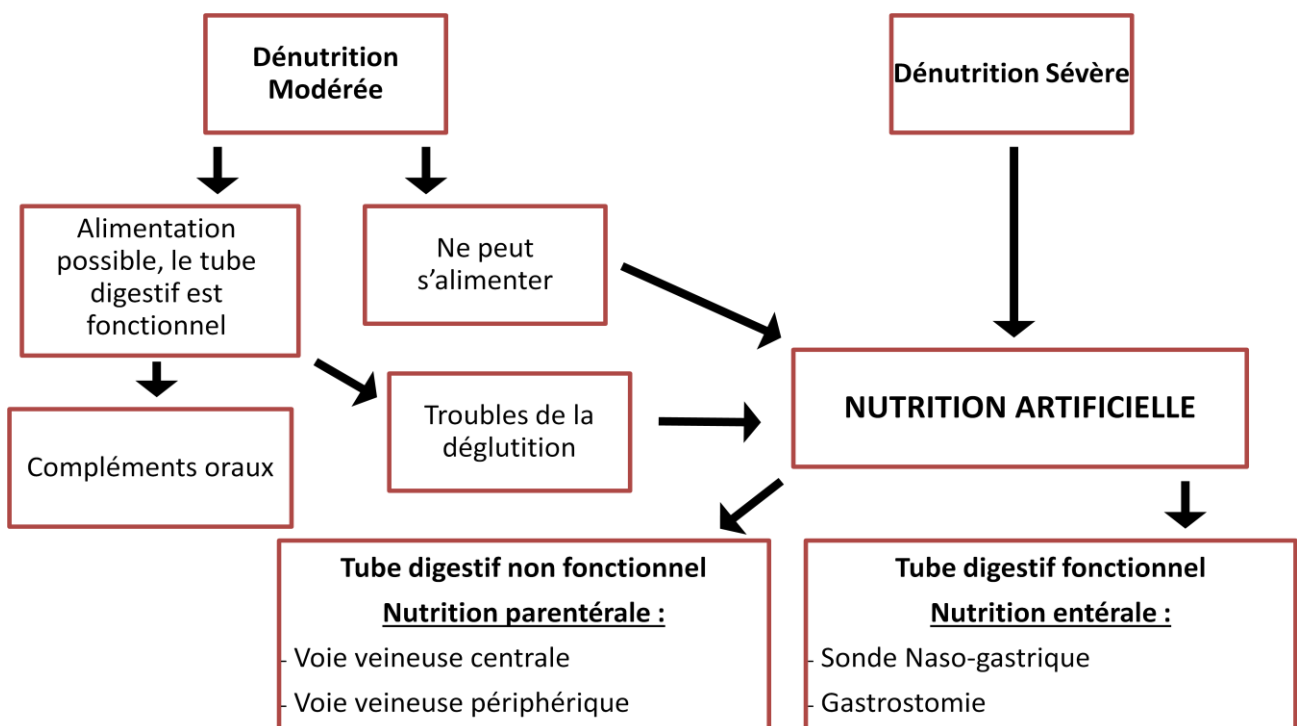 Dénutrition
Modérée
Dénutrition Sévère
Alimentation
possible, le tube
digestif est
fonctionnel
Ne peut
s’alimenter
Compléments oraux
Troubles de la
déglutition
NUTRITION ARTIFICIELLE
Tube digestif non fonctionnel
Nutrition parentérale :
- Voie veineuse centrale
- Voie veineuse périphérique
Tube digestif fonctionnel
Nutrition entérale :
- Sonde Naso-gastrique
- Gastrostomie